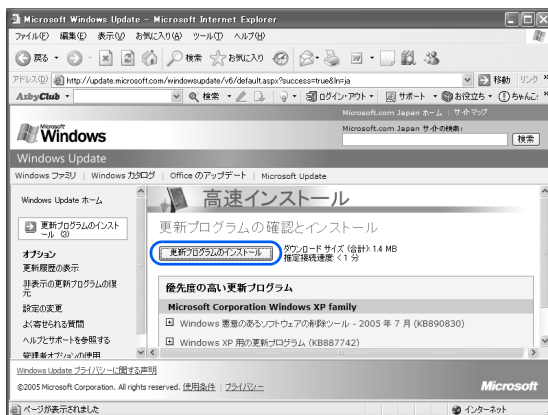 Microsoft Windows Update - Microsoft Internet Explorer
ファイル(F) 編集(E) 表示(V) お気に入り(A) ツール(T) ヘルプ(H)
戻る 検索 お気に入り
アドレス(D) http://update.microsoft.com/windowsupdate/v6/default.aspx?success=true&ln=ja 移動 リンク »
AzbyClub 検索 ログイン・アウト サポート お役立ち
Microsoft.com Japan ホーム | サイトマップ
Microsoft Windows
Microsoft.com Japan サイトの検索:
検索
Windows Update
Windows ファミリ | Windows カタログ | Office のアップデート | Microsoft Update
Windows Update ホーム
更新プログラムのインストール (3)
オプション
更新履歴の表示
非表示の更新プログラムの復元
設定の変更
よく寄せられる質問
ヘルプとサポートを参照する
管理者オプションの使用
高速インストール
更新プログラムの確認とインストール
更新プログラムのインストール
ダウンロード サイズ (合計): 1.4 MB
推定接続速度: < 1 分
優先度の高い更新プログラム
Microsoft Corporation Windows XP family
Windows 悪意のあるソフトウェアの削除ツール - 2005 年 7 月 (KB890830)
Windows XP 用の更新プログラム (KB887742)
Windows Update プライバシーに関する声明
©2005 Microsoft Corporation. All rights reserved. 使用条件 | プライバシー
Microsoft
ページが表示されました
インターネット